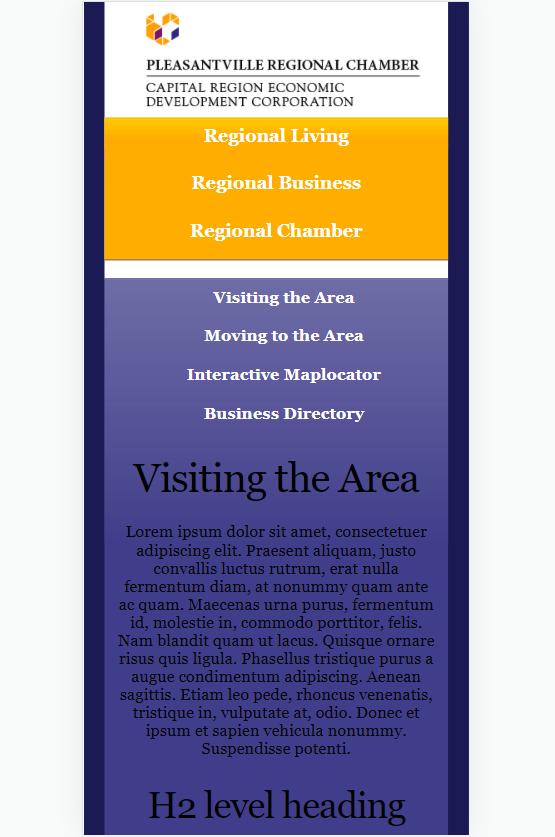 PLEASANTVILLE REGIONAL CHAMBER
CAPITAL REGION ECONOMIC
DEVELOPMENT CORPORATION
Regional Living
Regional Business
Regional Chamber
Visiting the Area
Moving to the Area
Interactive Maplocator
Business Directory
Visiting the Area
Lorem ipsum dolor sit amet, consectetuer
adipiscing elit. Praesent aliquam, justo
convallis luctus rutrum, erat nulla
fermentum diam, at nonummy quam ante
ac quam. Maecenas urna purus, fermentum
id, molestie in, commodo porttitor, felis.
Nam blandit quam ut lacus. Quisque ornare
risus quis ligula. Phasellus tristique purus a
augue condimentum adipiscing. Aenean
sagittis. Etiam leo pede, rhoncus venenatis,
tristique in, vulputate at, odio. Donec et
ipsum et sapien vehicula nonummy.
Suspendisse potenti.
H2 level heading